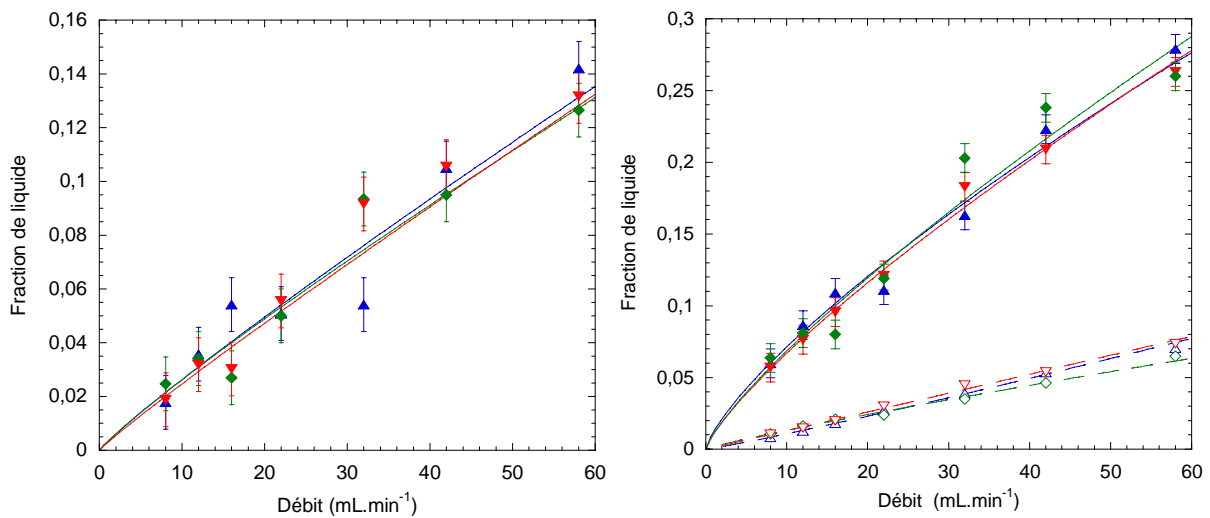 0,16
0,14
0,12
0,1
0,08
0,06
0,04
0,02
0
Fraction de liquide
0 10 20 30 40 50 60
Débit (mL.min⁻¹)
0,3
0,25
0,2
0,15
0,1
0,05
0
Fraction de liquide
0 10 20 30 40 50 60
Débit (mL.min⁻¹)